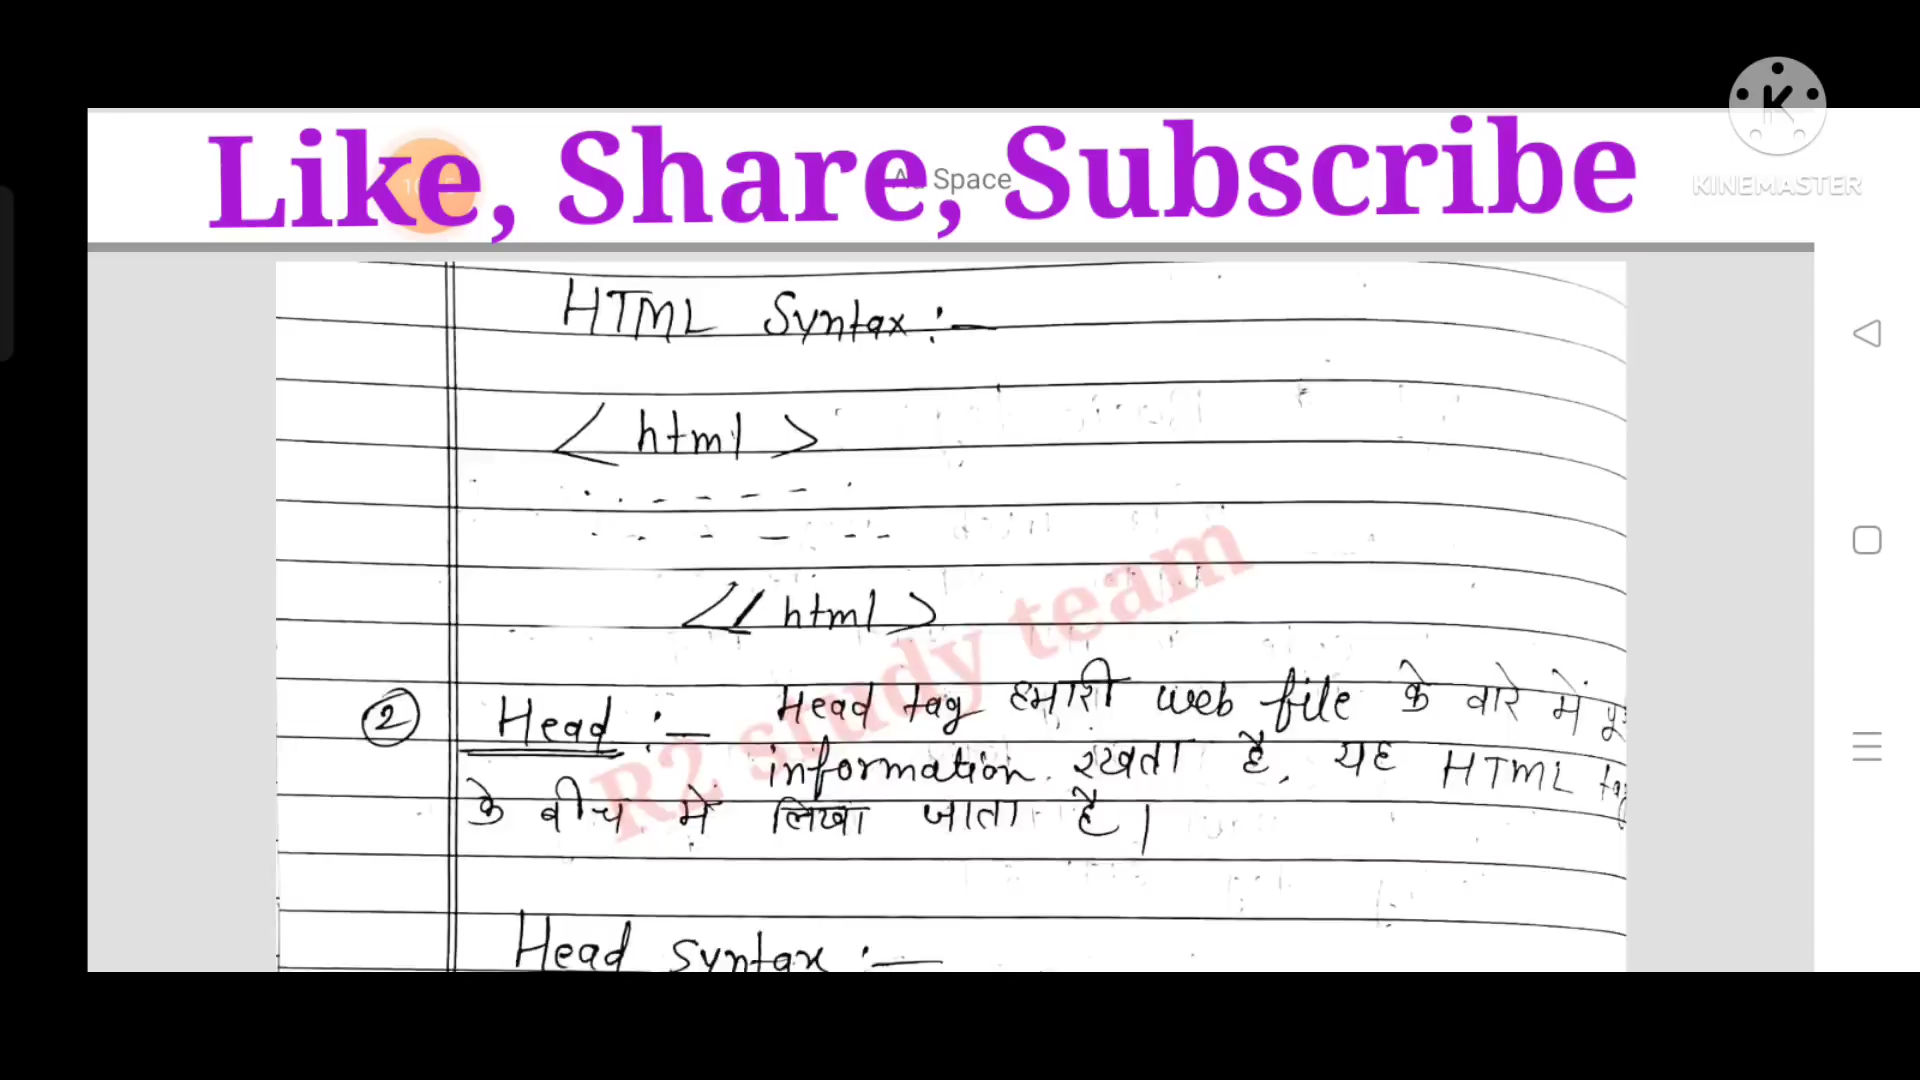 Like, Share, Subscribe
Space
KINEMASTER
HTML Syntax :-
< html >
</ html >
② Head :- Head tag हमारी web file के बारे में
information रखता है, यह HTML tag
के बीच में लिखा जाता है।
Head syntax :-
R2 study team